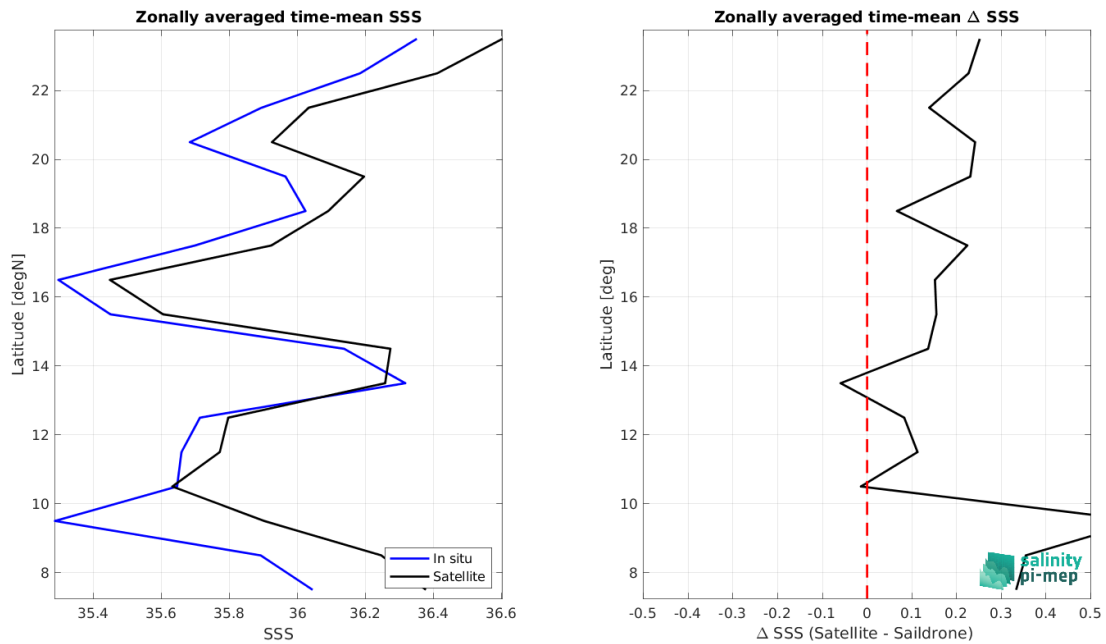 Zonally averaged time-mean SSS
Latitude [degN]
22
20
18
16
14
12
10
8
35.4 35.6 35.8 36 36.2 36.4 36.6
SSS
In situ
Satellite
Zonally averaged time-mean Δ SSS
Latitude [deg]
22
20
18
16
14
12
10
8
-0.5 -0.4 -0.3 -0.2 -0.1 0 0.1 0.2 0.3 0.4 0.5
Δ SSS (Satellite - Saildrone)
salinity
pi-mep